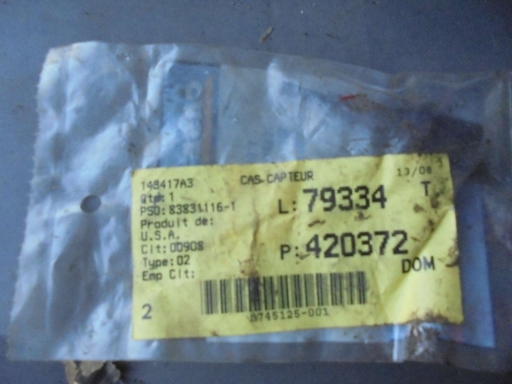 148417A3 CAS-CAPTEUR 13/08
Qté: 1 L: 79334 T
PSO: 83831116-1
Produit de:
U.S.A.
Clt: 00908 P: 420372
Type: 02 DOM
Emp Clt:
2 8745125-001